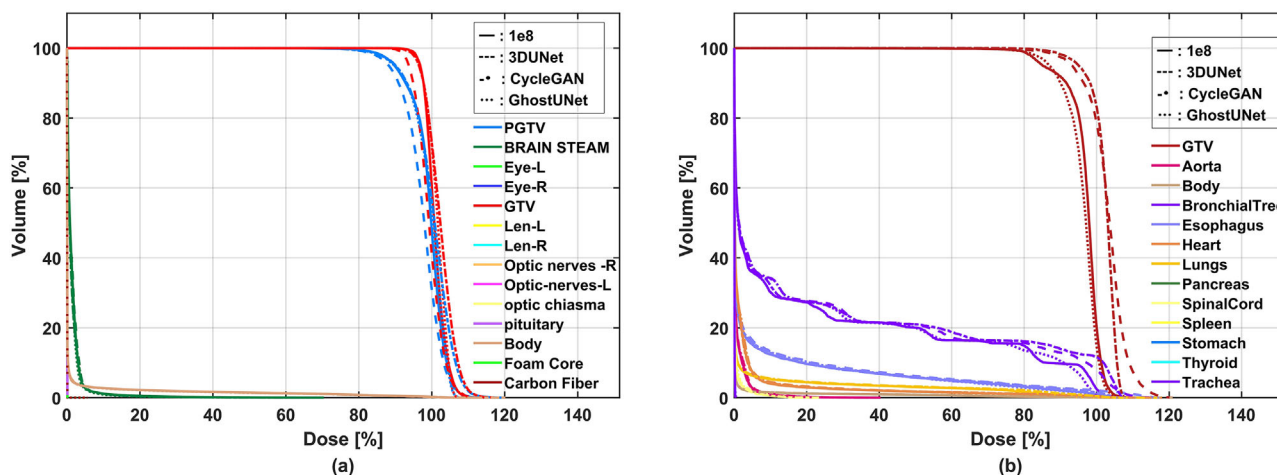 100
80
60
40
20
0
Volume [%]
0 20 40 60 80 100 120 140
Dose [%]
(a)
: 1e8
: 3DUNet
: CycleGAN
: GhostUNet
PGTV
BRAIN STEAM
Eye-L
Eye-R
GTV
Len-L
Len-R
Optic nerves -R
Optic-nerves-L
optic chiasma
pituitary
Body
Foam Core
Carbon Fiber
100
80
60
40
20
0
Volume [%]
0 20 40 60 80 100 120 140
Dose [%]
(b)
: 1e8
: 3DUNet
: CycleGAN
: GhostUNet
GTV
Aorta
Body
BronchialTree
Esophagus
Heart
Lungs
Pancreas
SpinalCord
Spleen
Stomach
Thyroid
Trachea